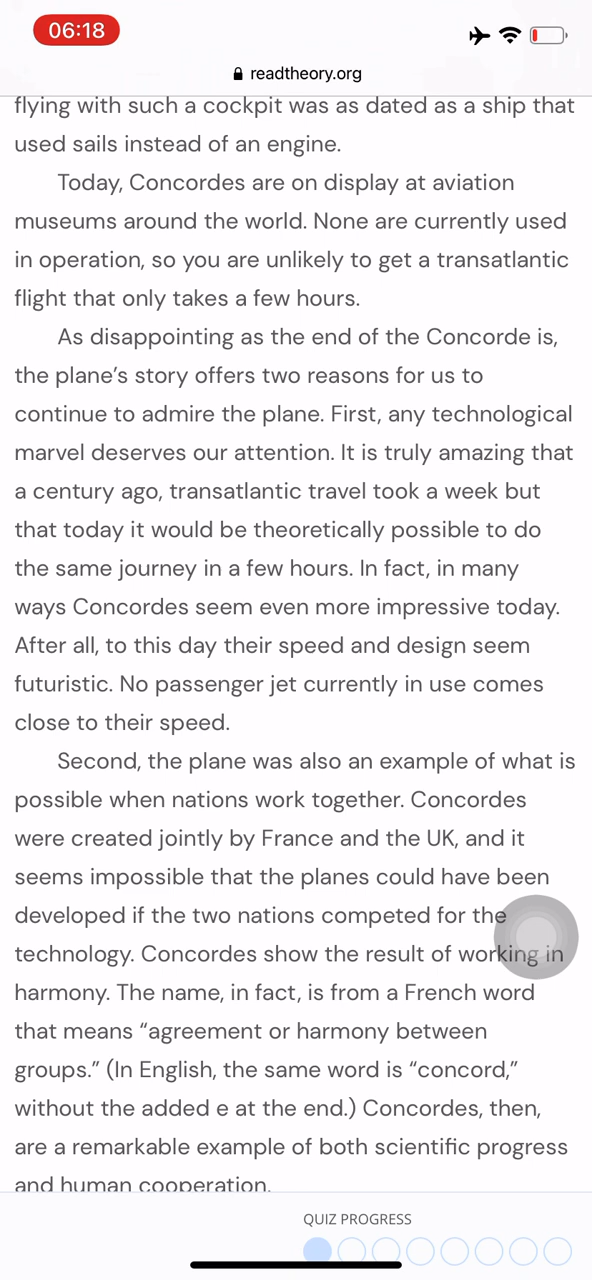 06:18
readtheory.org
flying with such a cockpit was as dated as a ship that
used sails instead of an engine.
Today, Concordes are on display at aviation
museums around the world. None are currently used
in operation, so you are unlikely to get a transatlantic
flight that only takes a few hours.
As disappointing as the end of the Concorde is,
the plane’s story offers two reasons for us to
continue to admire the plane. First, any technological
marvel deserves our attention. It is truly amazing that
a century ago, transatlantic travel took a week but
that today it would be theoretically possible to do
the same journey in a few hours. In fact, in many
ways Concordes seem even more impressive today.
After all, to this day their speed and design seem
futuristic. No passenger jet currently in use comes
close to their speed.
Second, the plane was also an example of what is
possible when nations work together. Concordes
were created jointly by France and the UK, and it
seems impossible that the planes could have been
developed if the two nations competed for the
technology. Concordes show the result of working in
harmony. The name, in fact, is from a French word
that means “agreement or harmony between
groups.” (In English, the same word is “concord,”
without the added e at the end.) Concordes, then,
are a remarkable example of both scientific progress
and human cooperation.
QUIZ PROGRESS